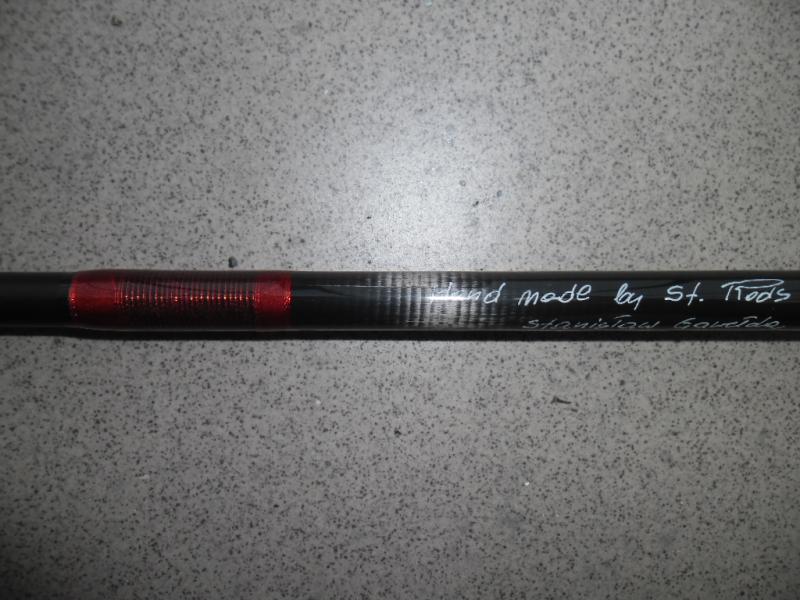 Hand made by St. Rods
Stanisław